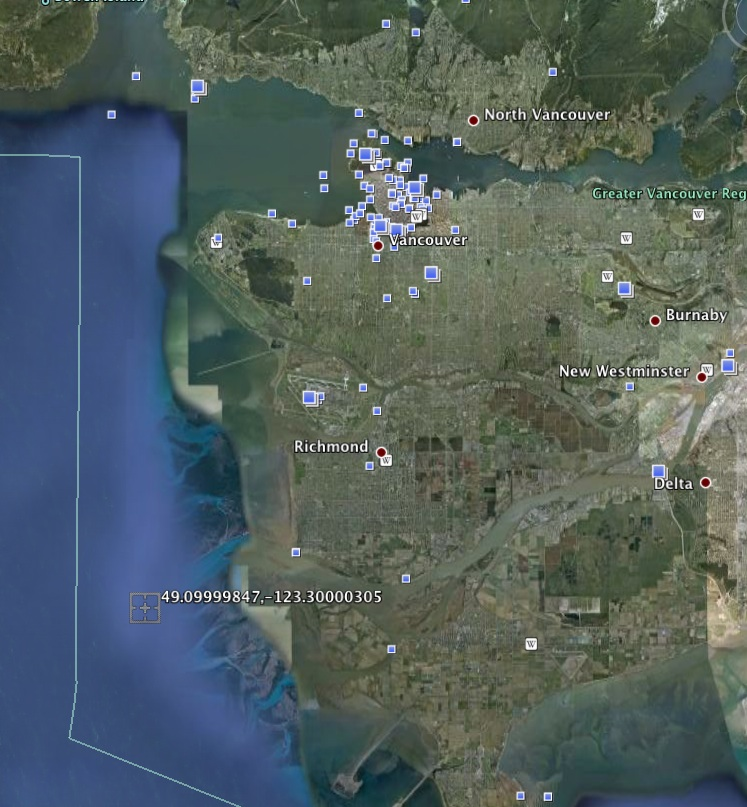 North Vancouver
Greater Vancouver Reg
W
W
W
W
Vancouver
W
Burnaby
New Westminster
W
Richmond
W
Delta
49.09999847,-123.30000305
W